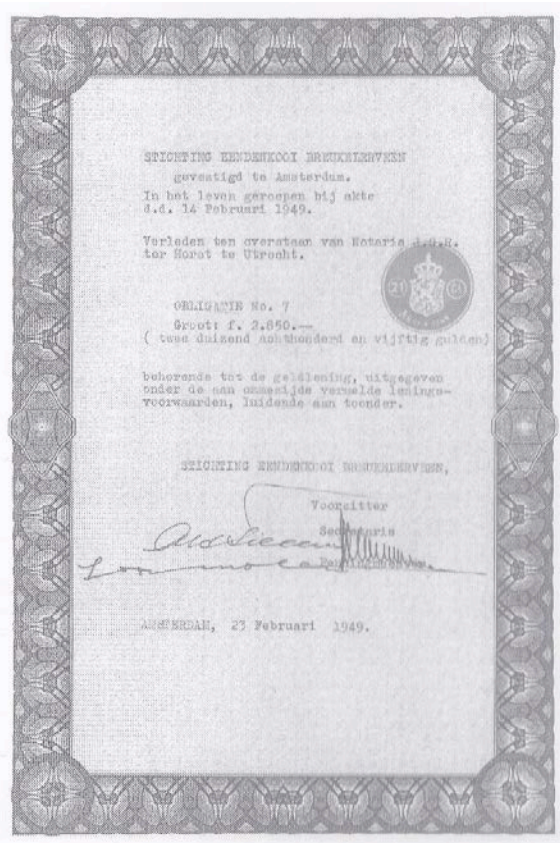 STICHTING EENDENKOOI BREUKELERVEEN
gevestigd te Amsterdam.
In het leven geroepen bij akte
d.d. 14 Februari 1949.
Verleden ten overstaan van Notaris J.G.H.
ter Horst te Utrecht.
OBLIGATIE No. 7
Groot: f. 2.850.—
( twee duizend achthonderd en vijftig gulden)
behorende tot de geldlening, uitgegeven
onder de aan ommezijde vermelde lenings-
voorwaarden, luidende aan toonder.
STICHTING EENDENKOOI BREUKELERVEEN,
Voorzitter
Secretaris
Penningmeester.
AMSTERDAM, 23 Februari 1949.